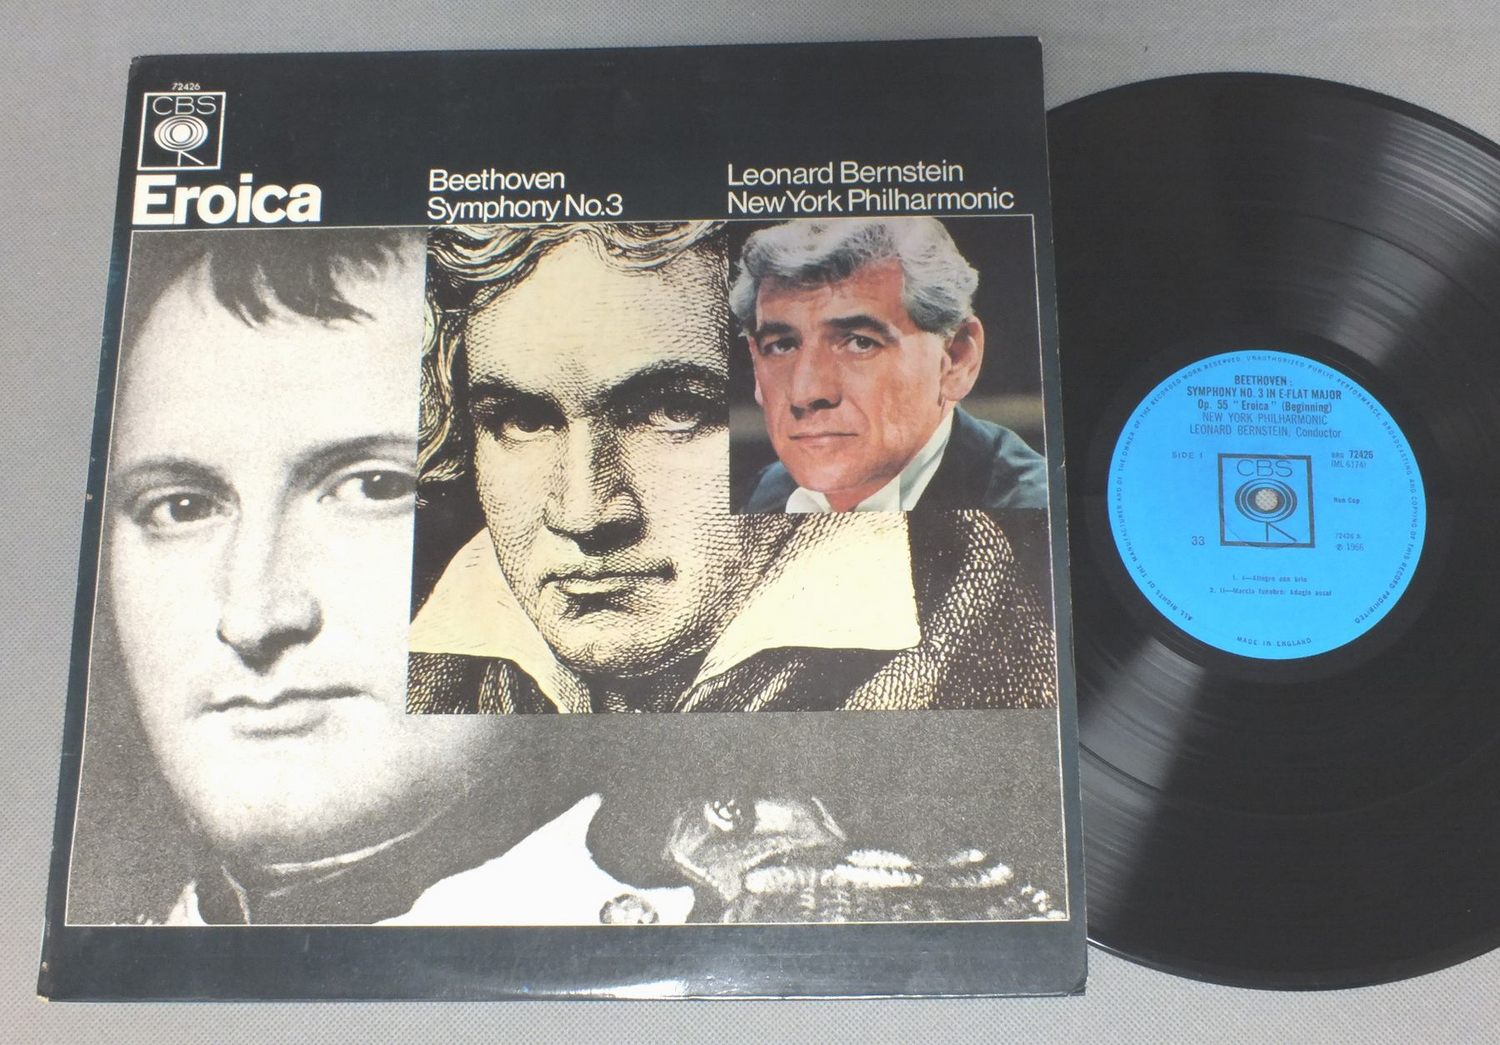 72426
CBS
Eroica
Beethoven
Symphony No.3
Leonard Bernstein
New York Philharmonic
ALL RIGHTS OF THE MANUFACTURER AND OF THE OWNER OF THE RECORDED WORK RESERVED. UNAUTHORIZED PUBLIC PERFORMANCE, BROADCASTING AND COPYING OF THIS RECORD PROHIBITED
BEETHOVEN:
SYMPHONY NO. 3 IN E-FLAT MAJOR
Op. 55 "Eroica" (Beginning)
NEW YORK PHILHARMONIC
LEONARD BERNSTEIN, Conductor
SIDE 1
BRG 72426
(ML 6174)
CBS
Non Cop
33
72426 A
℗ 1966
1. I—Allegro con brio
2. II—Marcia funebre: Adagio assai
MADE IN ENGLAND